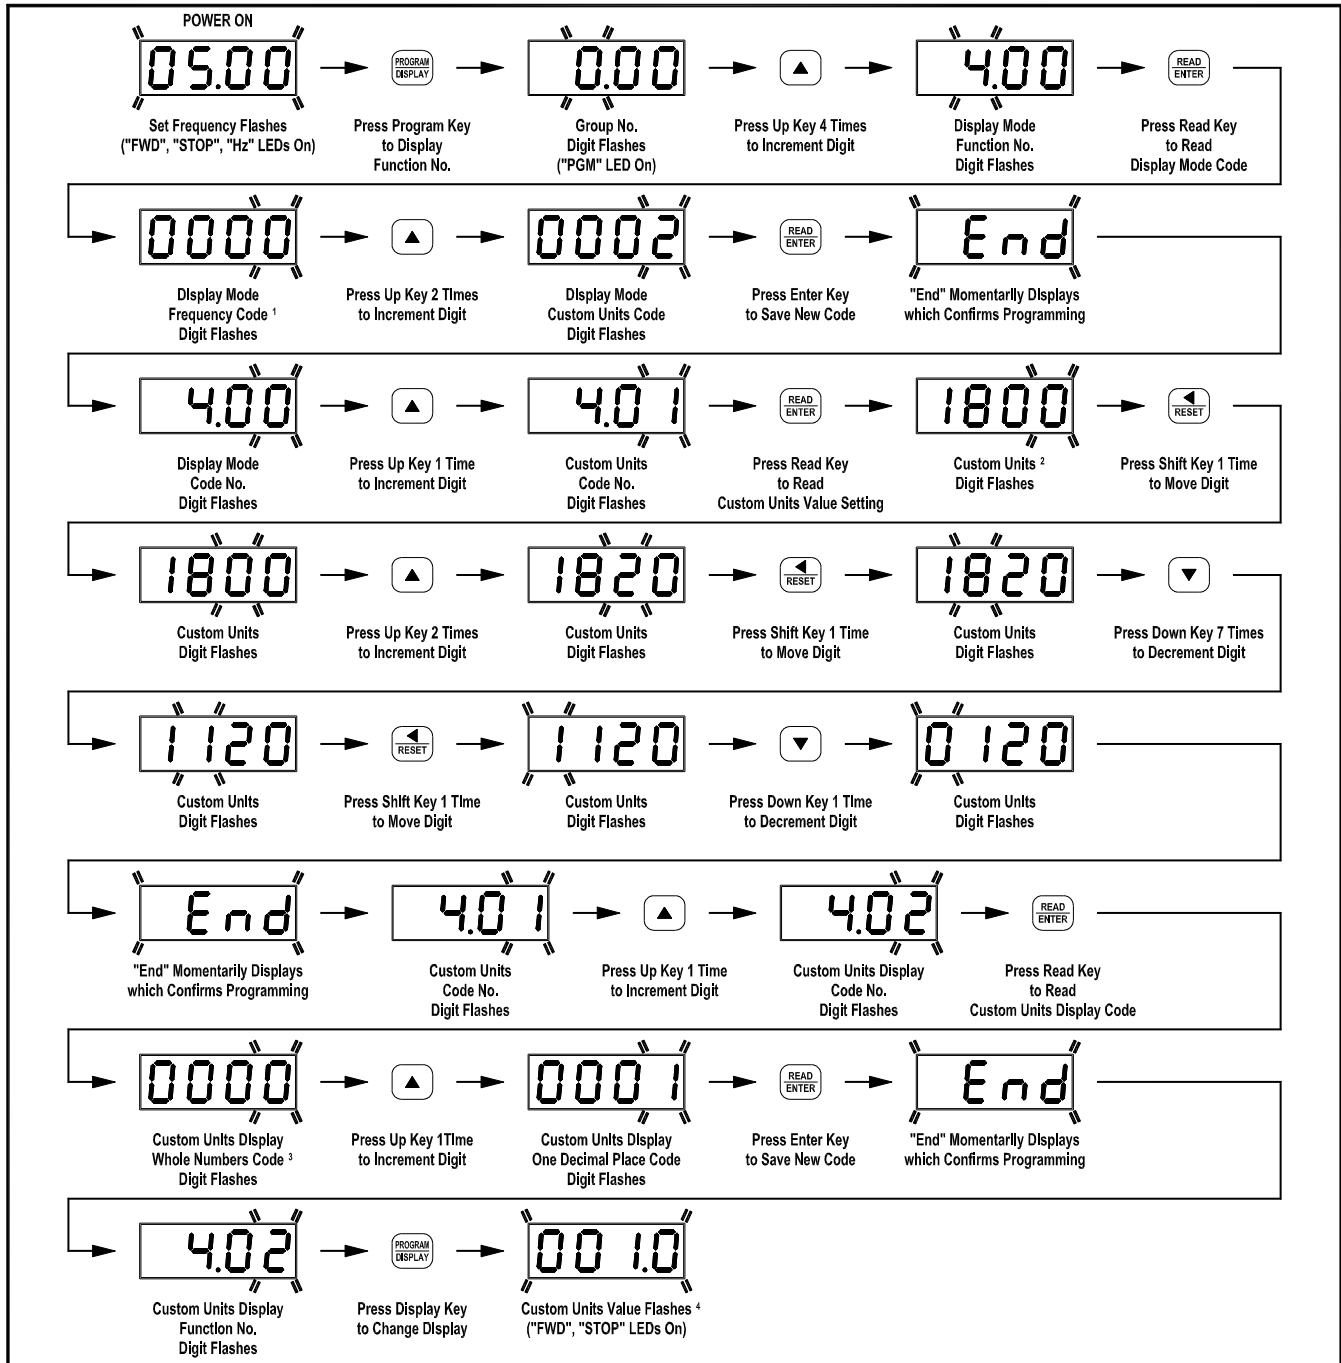 POWER ON
05.00
PROGRAM
DISPLAY
0.00
4.00
READ
ENTER
Set Frequency Flashes
("FWD", "STOP", "Hz" LEDs On)
Press Program Key
to Display
Function No.
Group No.
Digit Flashes
("PGM" LED On)
Press Up Key 4 Times
to Increment Digit
Display Mode
Function No.
Digit Flashes
Press Read Key
to Read
Display Mode Code
0000
0002
READ
ENTER
End
Display Mode
Frequency Code 1
Digit Flashes
Press Up Key 2 Times
to Increment Digit
Display Mode
Custom Units Code
Digit Flashes
Press Enter Key
to Save New Code
"End" Momentarily Displays
which Confirms Programming
4.00
4.01
READ
ENTER
1800
RESET
Display Mode
Code No.
Digit Flashes
Press Up Key 1 Time
to Increment Digit
Custom Units
Code No.
Digit Flashes
Press Read Key
to Read
Custom Units Value Setting
Custom Units 2
Digit Flashes
Press Shift Key 1 Time
to Move Digit
1800
1820
RESET
1820
Custom Units
Digit Flashes
Press Up Key 2 Times
to Increment Digit
Custom Units
Digit Flashes
Press Shift Key 1 Time
to Move Digit
Custom Units
Digit Flashes
Press Down Key 7 Times
to Decrement Digit
1120
RESET
1120
0120
Custom Units
Digit Flashes
Press Shift Key 1 Time
to Move Digit
Custom Units
Digit Flashes
Press Down Key 1 Time
to Decrement Digit
Custom Units
Digit Flashes
End
4.01
4.02
READ
ENTER
"End" Momentarily Displays
which Confirms Programming
Custom Units
Code No.
Digit Flashes
Press Up Key 1 Time
to Increment Digit
Custom Units Display
Code No.
Digit Flashes
Press Read Key
to Read
Custom Units Display Code
0000
0001
READ
ENTER
End
Custom Units Display
Whole Numbers Code 3
Digit Flashes
Press Up Key 1Time
to Increment Digit
Custom Units Display
One Decimal Place Code
Digit Flashes
Press Enter Key
to Save New Code
"End" Momentarily Displays
which Confirms Programming
4.02
PROGRAM
DISPLAY
001.0
Custom Units Display
Function No.
Digit Flashes
Press Display Key
to Change Display
Custom Units Value Flashes 4
("FWD", "STOP" LEDs On)